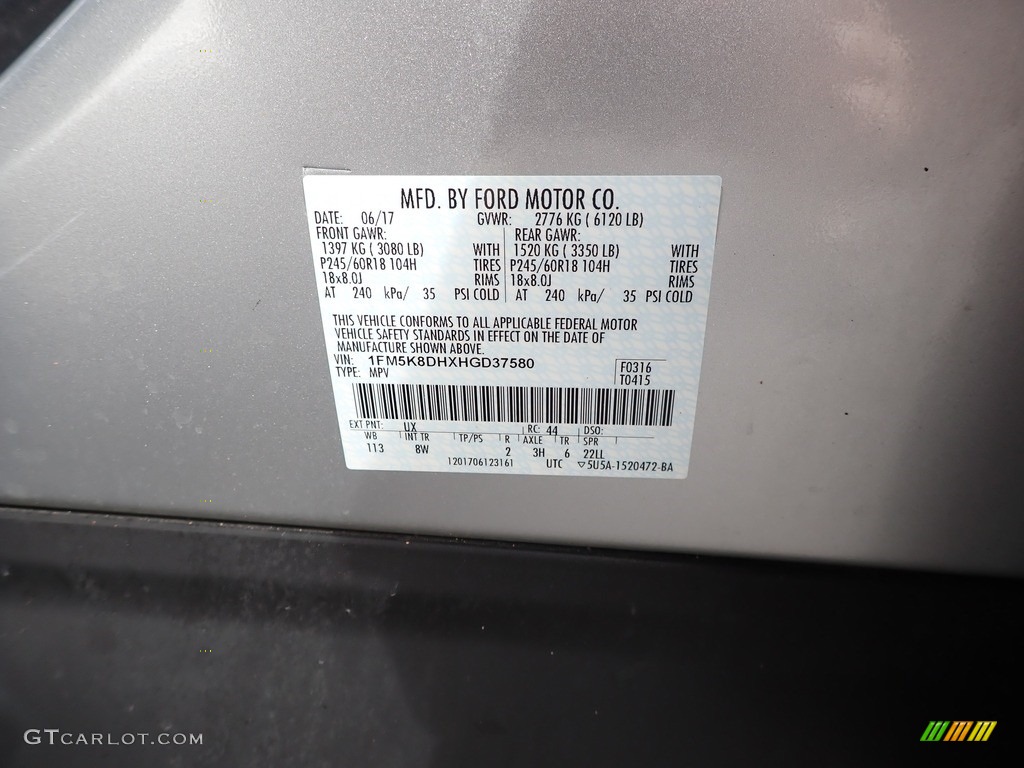 MFD. BY FORD MOTOR CO.
DATE: 06/17 GVWR: 2776 KG ( 6120 LB)
FRONT GAWR: REAR GAWR:
1397 KG ( 3080 LB) WITH 1520 KG ( 3350 LB) WITH
P245/60R18 104H TIRES P245/60R18 104H TIRES
18x8.0J RIMS 18x8.0J RIMS
AT 240 kPa/ 35 PSI COLD AT 240 kPa/ 35 PSI COLD
THIS VEHICLE CONFORMS TO ALL APPLICABLE FEDERAL MOTOR
VEHICLE SAFETY STANDARDS IN EFFECT ON THE DATE OF
MANUFACTURE SHOWN ABOVE.
VIN: 1FM5K8DHXHGD37580 F0316
TYPE: MPV T0415
EXT PNT: UX RC: 44 DSO:
WB INT TR TP/PS R AXLE TR SPR
113 8W 2 3H 6 22LL
1201706123161 UTC ▽5U5A-1520472-BA
GTCARLOT.COM